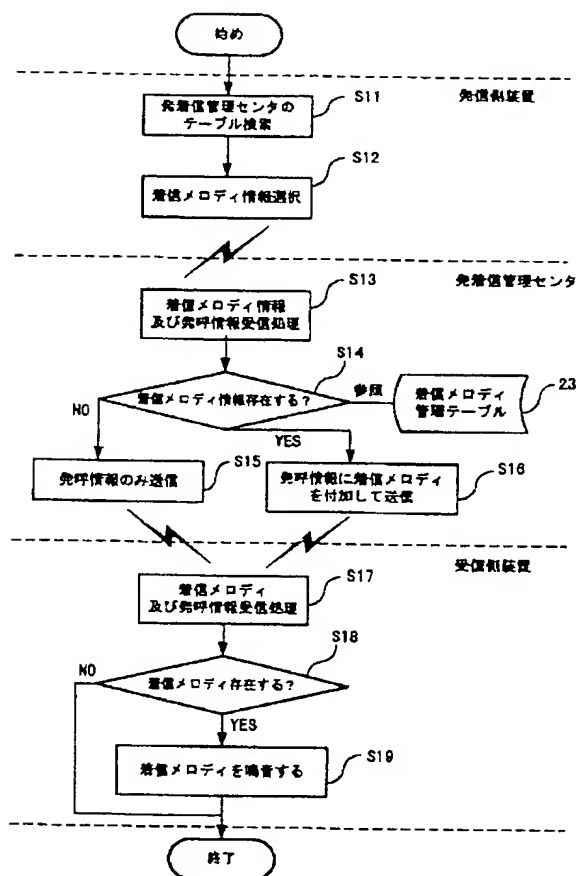 始め
S11
発信側装置
発着信管理センタの
テーブル検索
S12
着信メロディ情報選択
発着信管理センタ
S13
着信メロディ情報
及び発呼情報受信処理
S14
着信メロディ情報存在する?
参照
着信メロディ
管理テーブル
23
NO
YES
発呼情報のみ送信
S15
発呼情報に着信メロディ
を付加して送信
S16
受信側装置
S17
着信メロディ
及び発呼情報受信処理
S18
NO
着信メロディ存在する?
YES
着信メロディを鳴音する
S19
終了